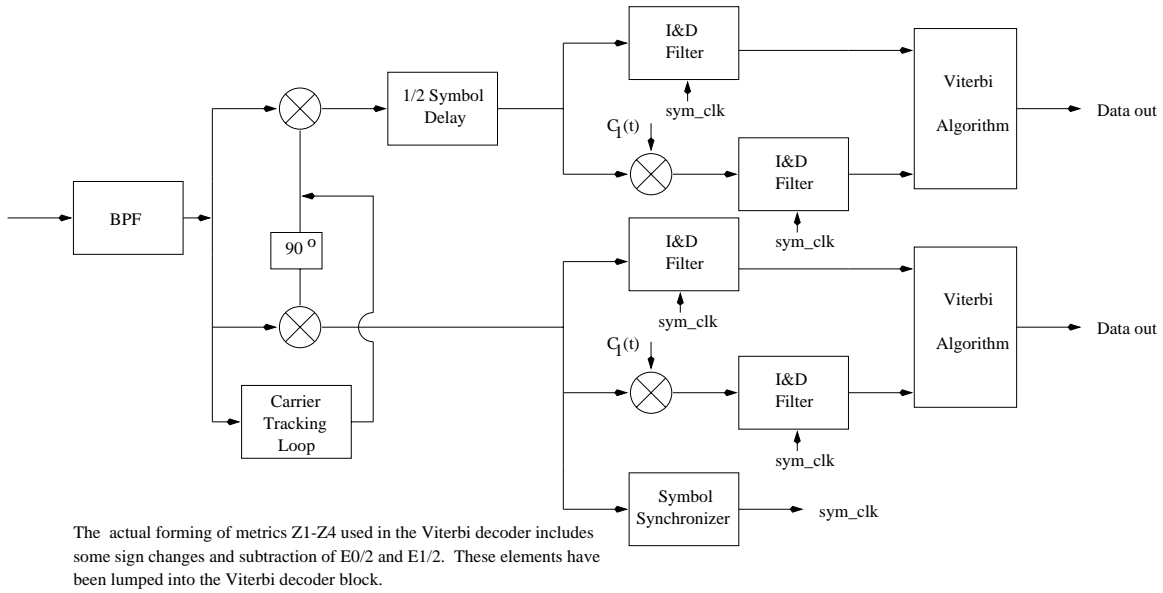 I&D
Filter
1/2 Symbol
Delay
sym_clk
Viterbi
Algorithm
Data out
C1(t)
I&D
Filter
sym_clk
BPF
90 o
I&D
Filter
sym_clk
Viterbi
Algorithm
Data out
C1(t)
I&D
Filter
sym_clk
Carrier
Tracking
Loop
Symbol
Synchronizer
sym_clk
The actual forming of metrics Z1-Z4 used in the Viterbi decoder includes
some sign changes and subtraction of E0/2 and E1/2. These elements have
been lumped into the Viterbi decoder block.